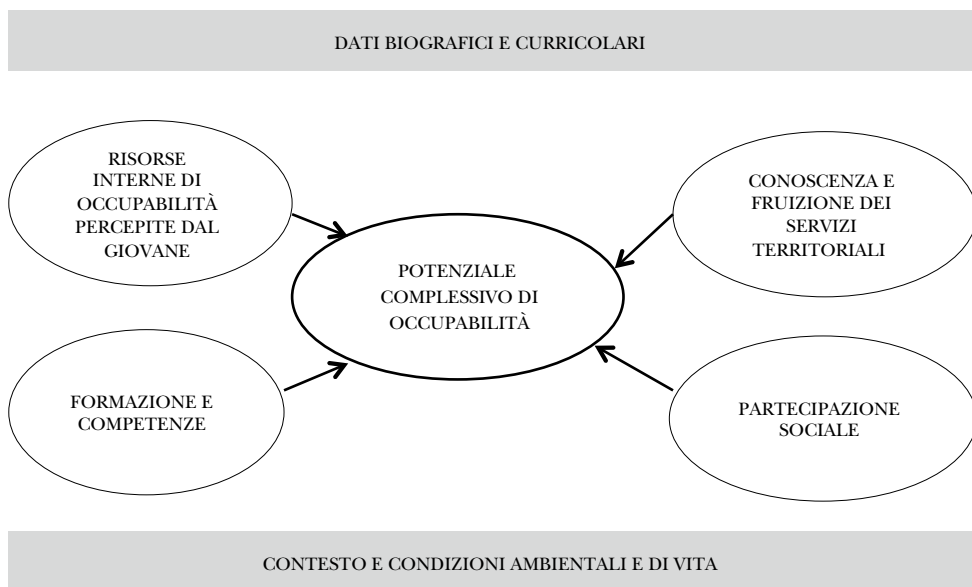 DATI BIOGRAFICI E CURRICOLARI
RISORSE
INTERNE DI
OCCUPABILITÀ
PERCEPITE DAL
GIOVANE
CONOSCENZA E
FRUIZIONE DEI
SERVIZI
TERRITORIALI
POTENZIALE
COMPLESSIVO DI
OCCUPABILITÀ
FORMAZIONE E
COMPETENZE
PARTECIPAZIONE
SOCIALE
CONTESTO E CONDIZIONI AMBIENTALI E DI VITA